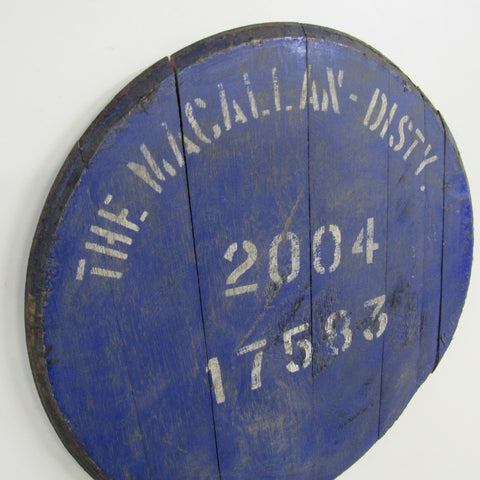 THE MACALLAN-DISTY.
2004
17583